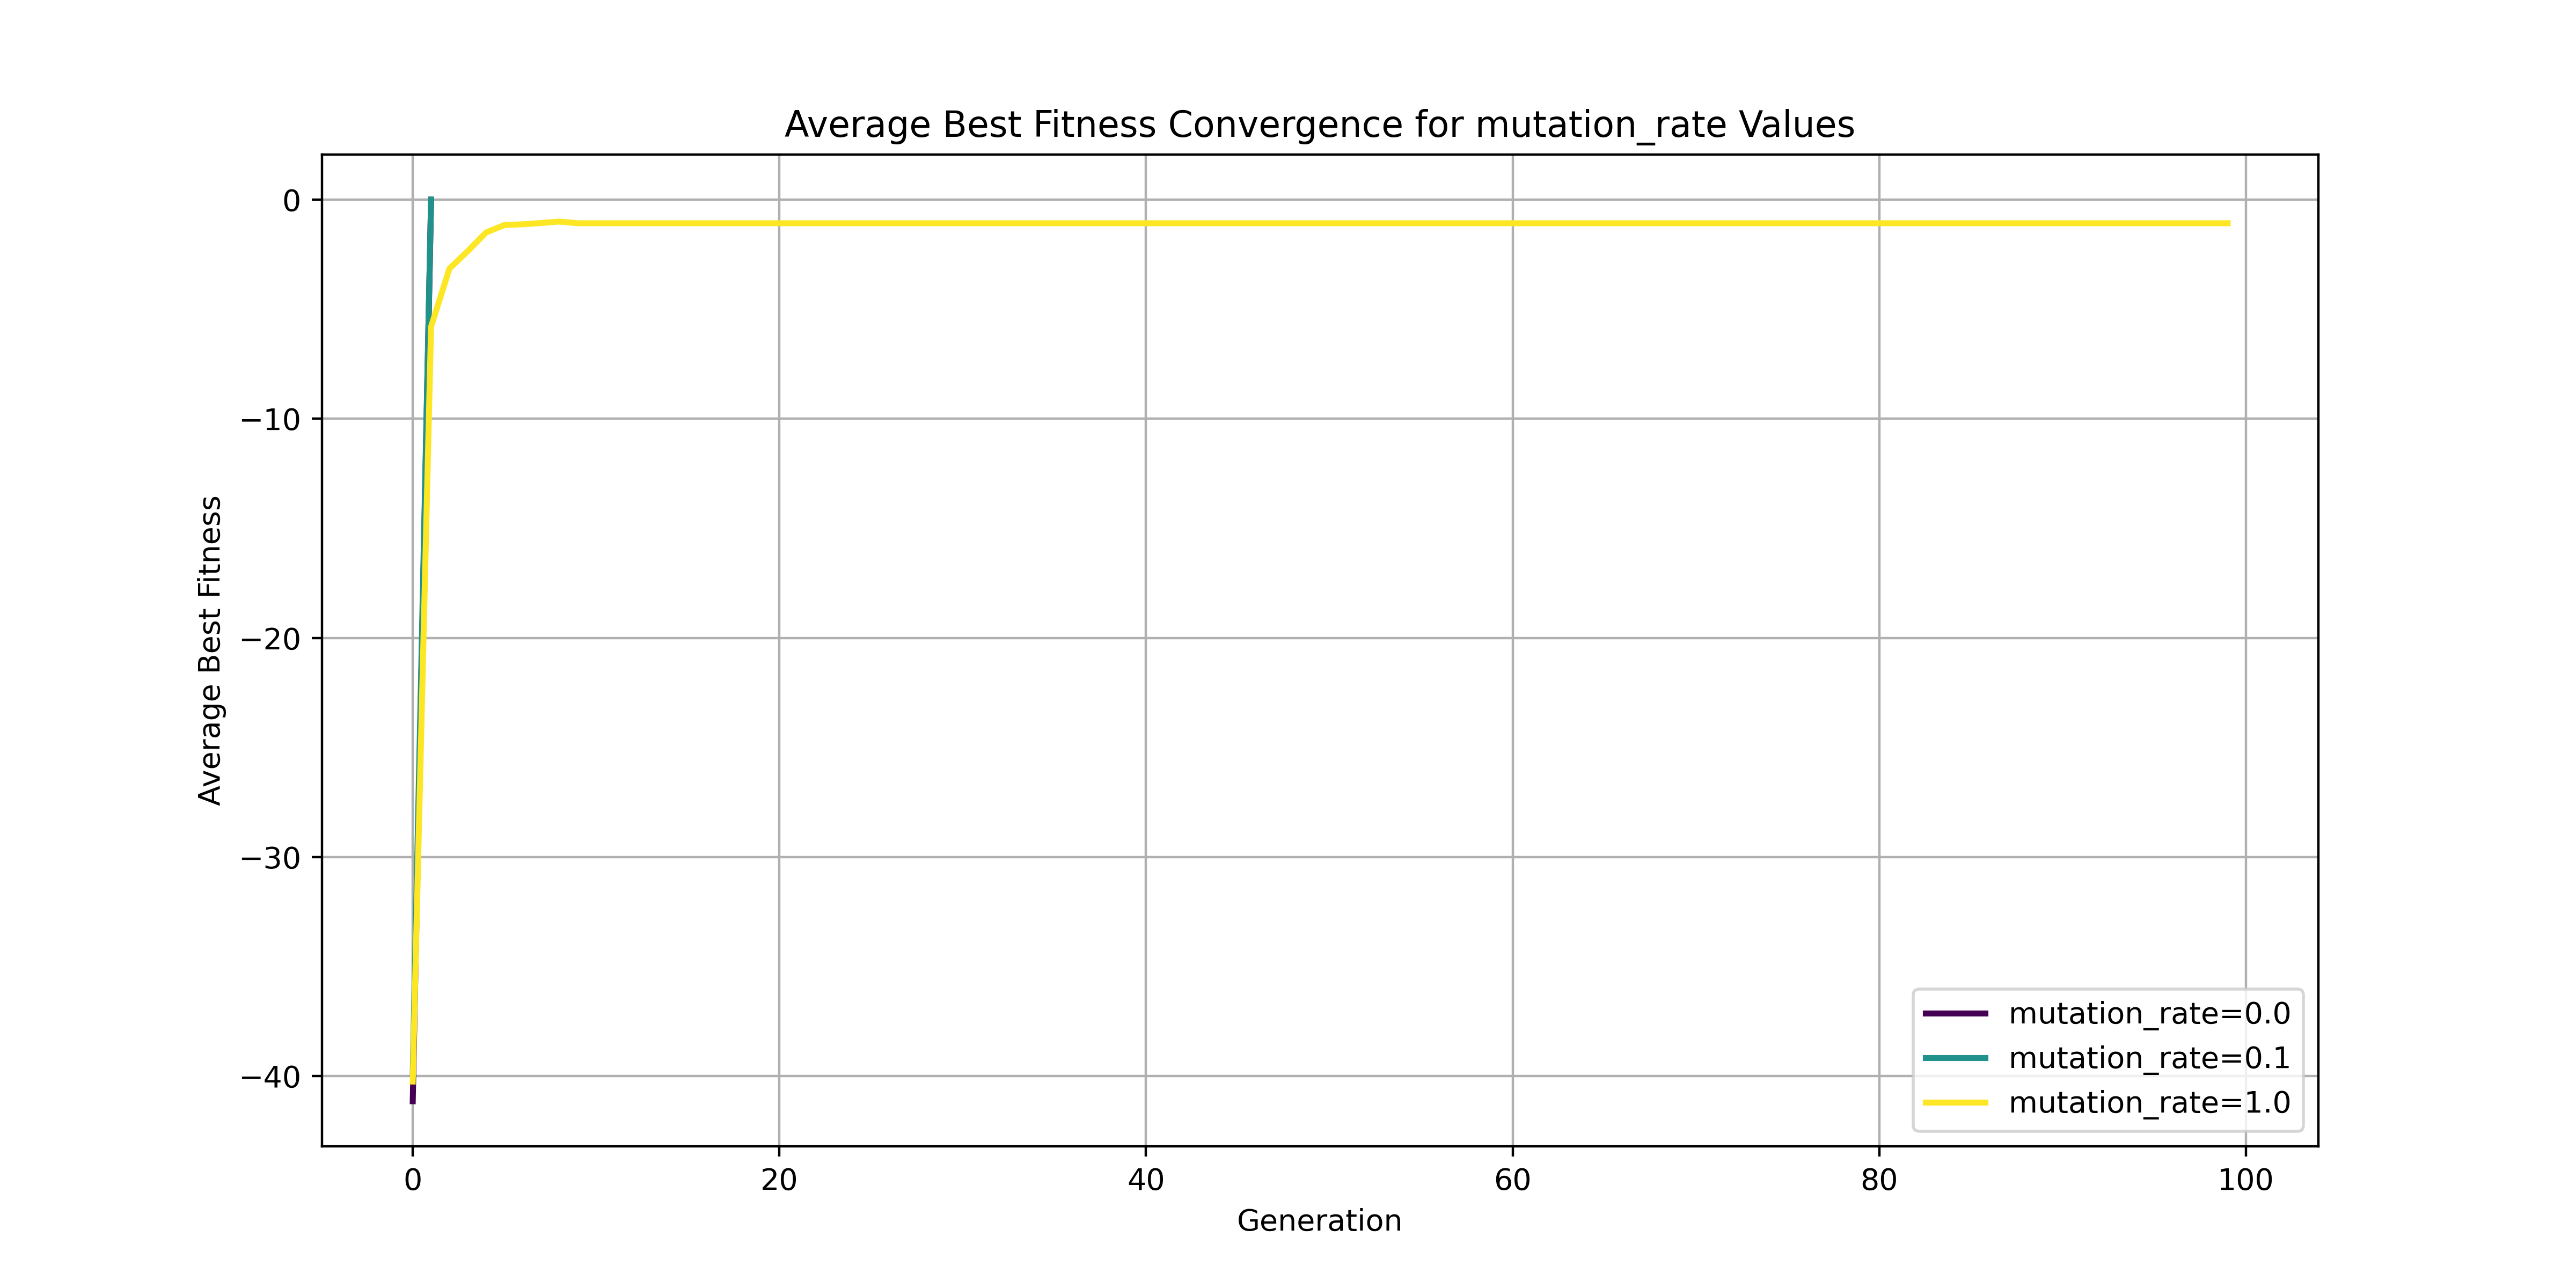 Average Best Fitness Convergence for mutation_rate Values
Average Best Fitness
0
−10
−20
−30
−40
0 20 40 60 80 100
Generation
mutation_rate=0.0
mutation_rate=0.1
mutation_rate=1.0